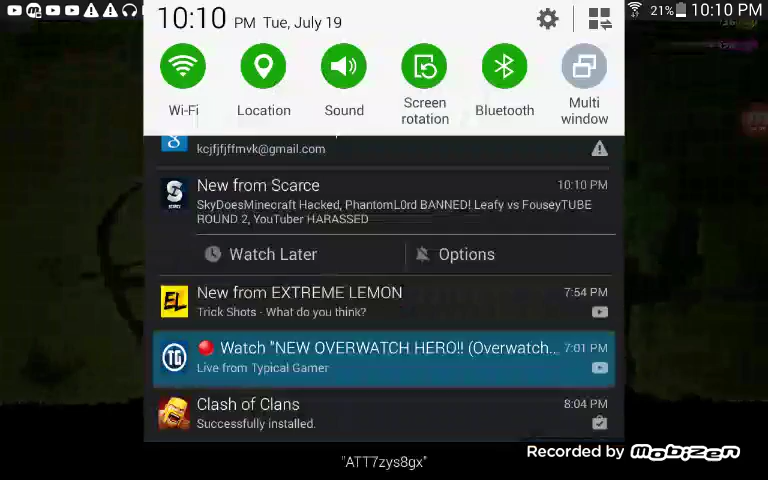 10:10 PM Tue, July 19
21% 10:10 PM
Wi-Fi
Location
Sound
Screen rotation
Bluetooth
Multi window
kcjfjfjffmvk@gmail.com
New from Scarce 10:10 PM
SkyDoesMinecraft Hacked, PhantomL0rd BANNED! Leafy vs FouseyTUBE
ROUND 2, YouTuber HARASSED
Watch Later
Options
New from EXTREME LEMON 7:54 PM
Trick Shots - What do you think?
Watch "NEW OVERWATCH HERO!! (Overwatch.. 7:01 PM
Live from Typical Gamer
Clash of Clans 8:04 PM
Successfully installed.
Recorded by Mobizen
"ATT7zys8gx"